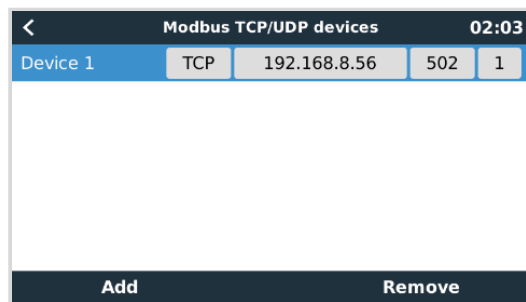 Modbus TCP/UDP devices 02:03
Device 1 TCP 192.168.8.56 502 1
Add Remove